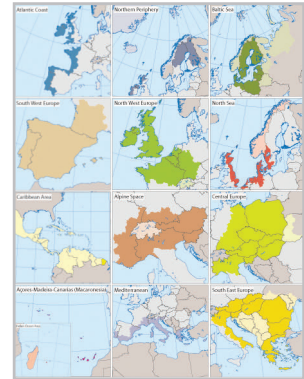 Atlantic Coast
Northern Periphery
Baltic Sea
South West Europe
North West Europe
North Sea
Caribbean Area
Alpine Space
Central Europe
Açores-Madeira-Canarias (Macaronesia)
Mediterranean
South East Europe